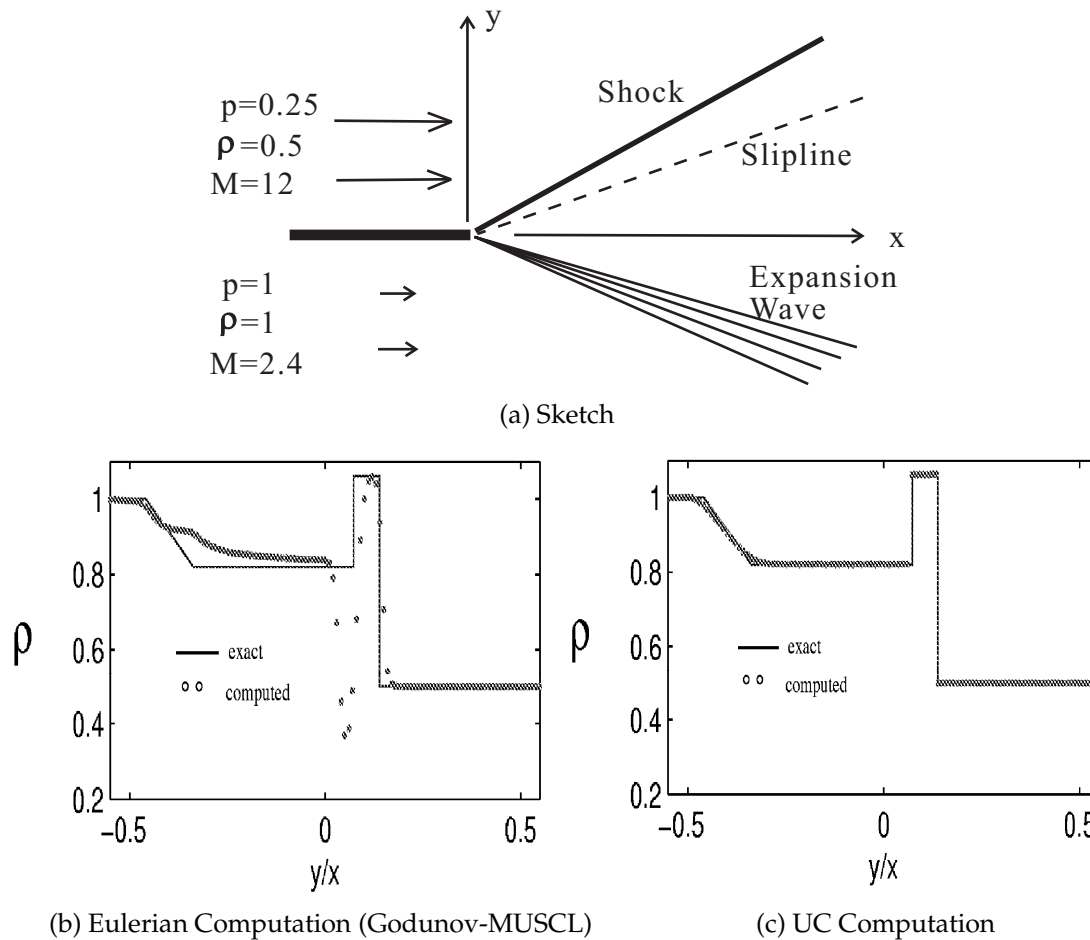 y
p=0.25
ρ=0.5
M=12
Shock
Slipline
x
p=1
ρ=1
M=2.4
Expansion
Wave
(a) Sketch
1
0.8
0.6
0.4
0.2
ρ
exact
computed
−0.5
0
0.5
y/x
(b) Eulerian Computation (Godunov-MUSCL)
1
0.8
0.6
0.4
0.2
ρ
exact
computed
−0.5
0
0.5
y/x
(c) UC Computation